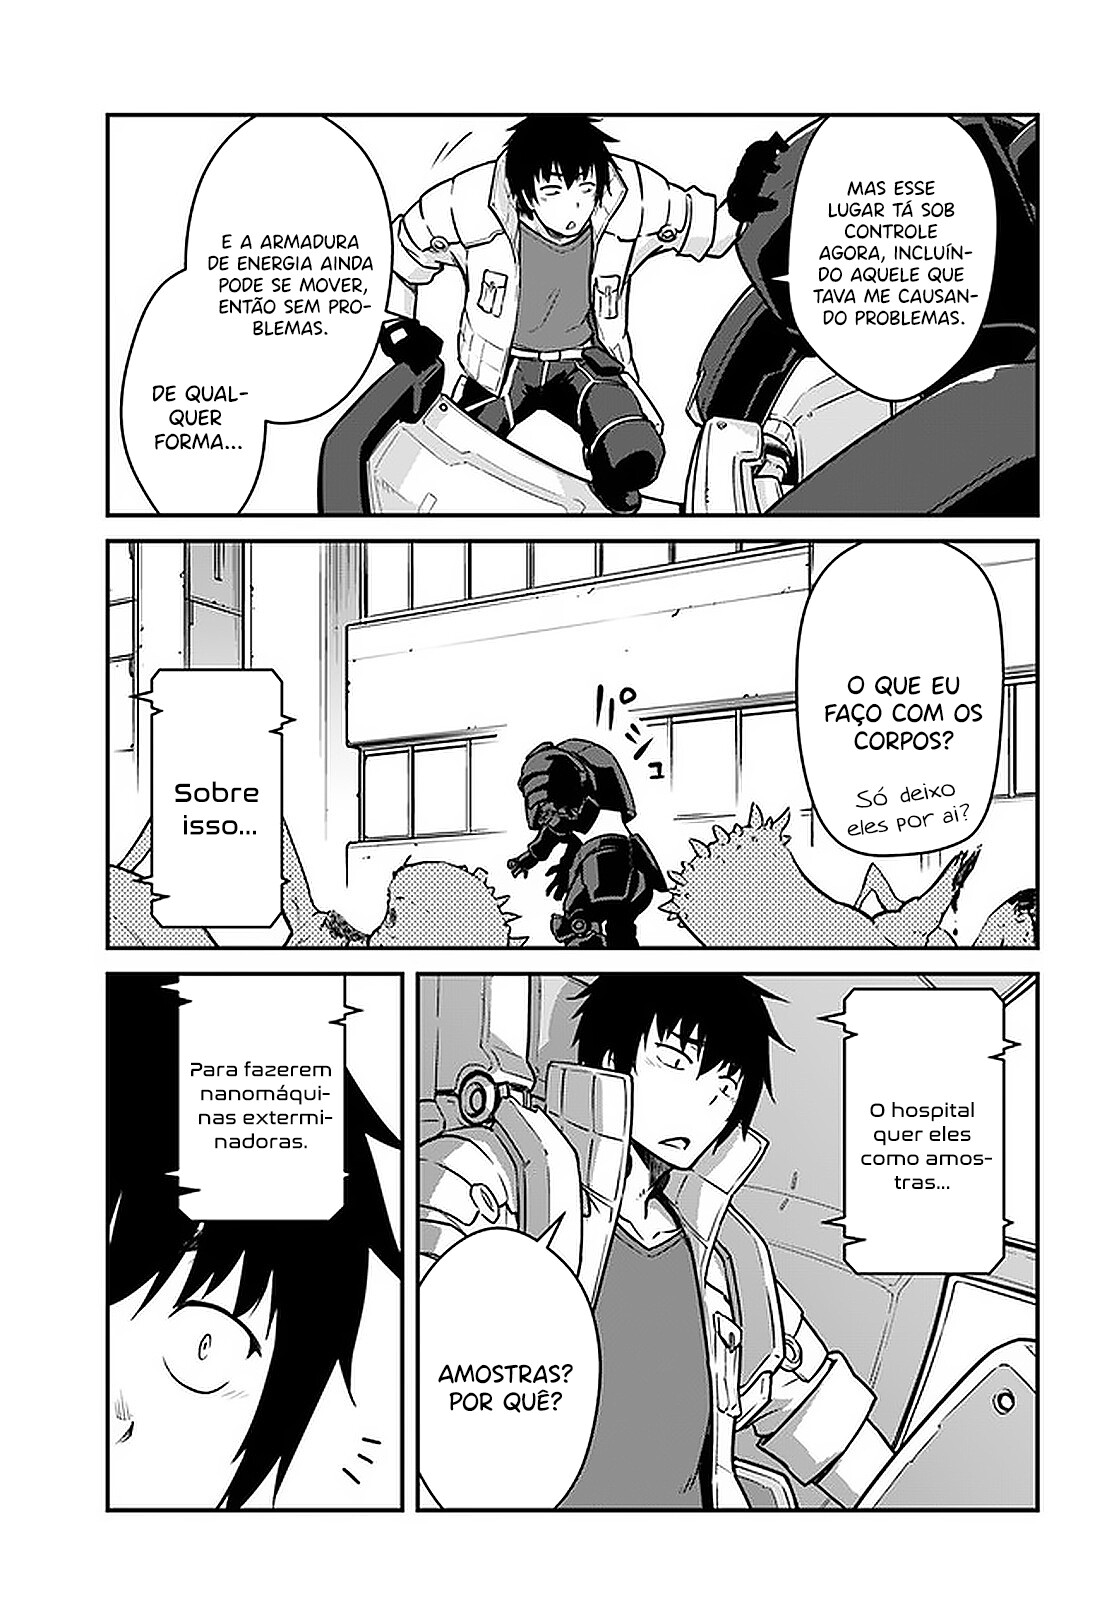 MAS ESSE
LUGAR TÁ SOB
CONTROLE
AGORA, INCLUÍN-
DO AQUELE QUE
TAVA ME CAUSAN-
DO PROBLEMAS.
E A ARMADURA
DE ENERGIA AINDA
PODE SE MOVER,
ENTÃO SEM PRO-
BLEMAS.
DE QUAL-
QUER
FORMA...
O QUE EU
FAÇO COM OS
CORPOS?
Só deixo
eles por ai?
パ
シュ
Sobre
isso...
O hospital
quer eles
como amos-
tras...
AMOSTRAS?
POR QUÊ?
Para fazerem
nanomáqui-
nas extermi-
nadoras.